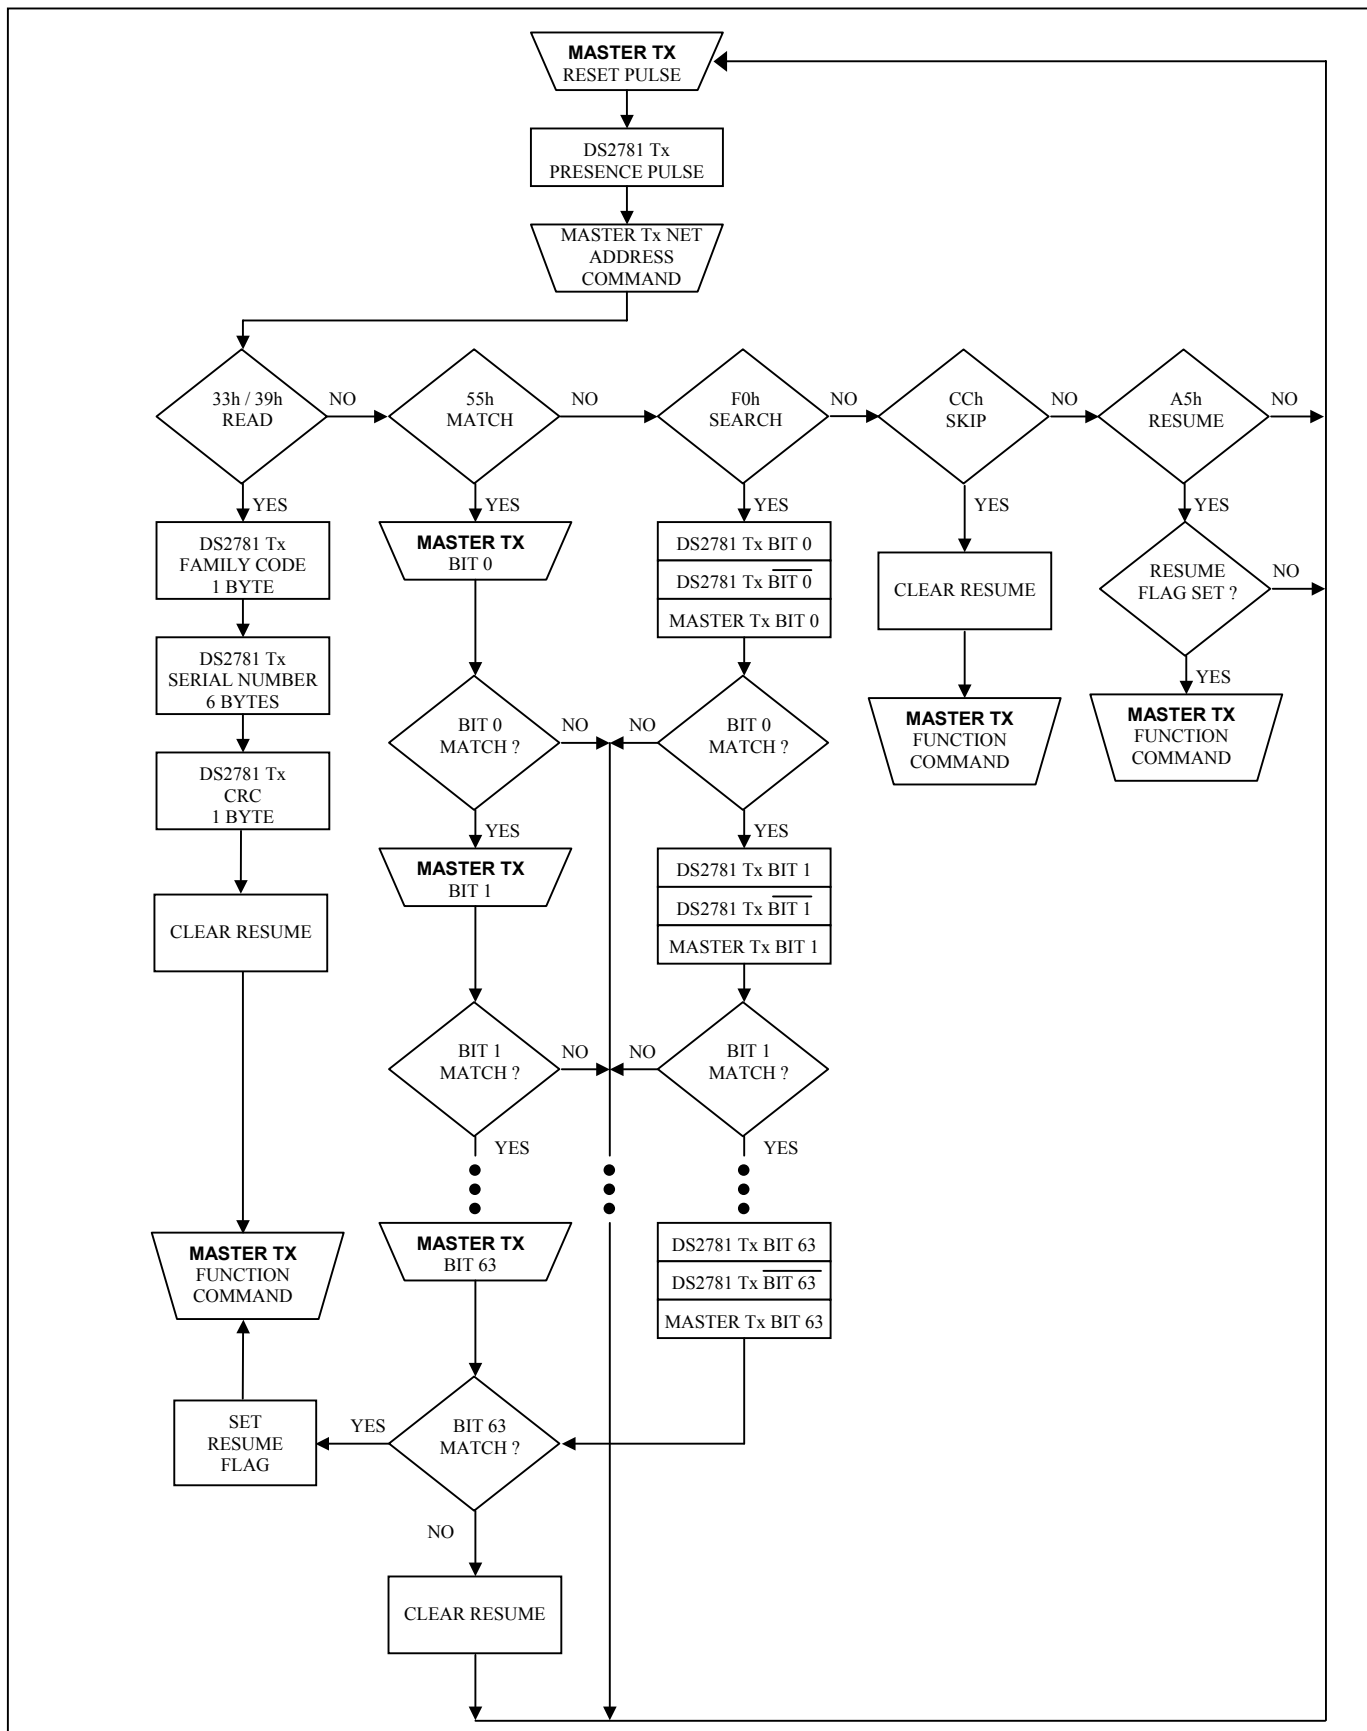 MASTER TX
RESET PULSE
DS2781 Tx
PRESENCE PULSE
MASTER Tx NET
ADDRESS
COMMAND
33h / 39h
READ
NO
55h
MATCH
NO
F0h
SEARCH
NO
CCh
SKIP
NO
A5h
RESUME
NO
YES
YES
YES
YES
YES
DS2781 Tx
FAMILY CODE
1 BYTE
DS2781 Tx
SERIAL NUMBER
6 BYTES
DS2781 Tx
CRC
1 BYTE
CLEAR RESUME
MASTER TX
FUNCTION
COMMAND
SET
RESUME
FLAG
MASTER TX
BIT 0
BIT 0
MATCH ?
NO
YES
MASTER TX
BIT 1
BIT 1
MATCH ?
NO
YES
MASTER TX
BIT 63
BIT 63
MATCH ?
YES
NO
CLEAR RESUME
DS2781 Tx BIT 0
DS2781 Tx BIT 0
MASTER Tx BIT 0
NO
BIT 0
MATCH ?
YES
DS2781 Tx BIT 1
DS2781 Tx BIT 1
MASTER Tx BIT 1
NO
BIT 1
MATCH ?
YES
DS2781 Tx BIT 63
DS2781 Tx BIT 63
MASTER Tx BIT 63
CLEAR RESUME
MASTER TX
FUNCTION
COMMAND
RESUME
FLAG SET ?
NO
YES
MASTER TX
FUNCTION
COMMAND